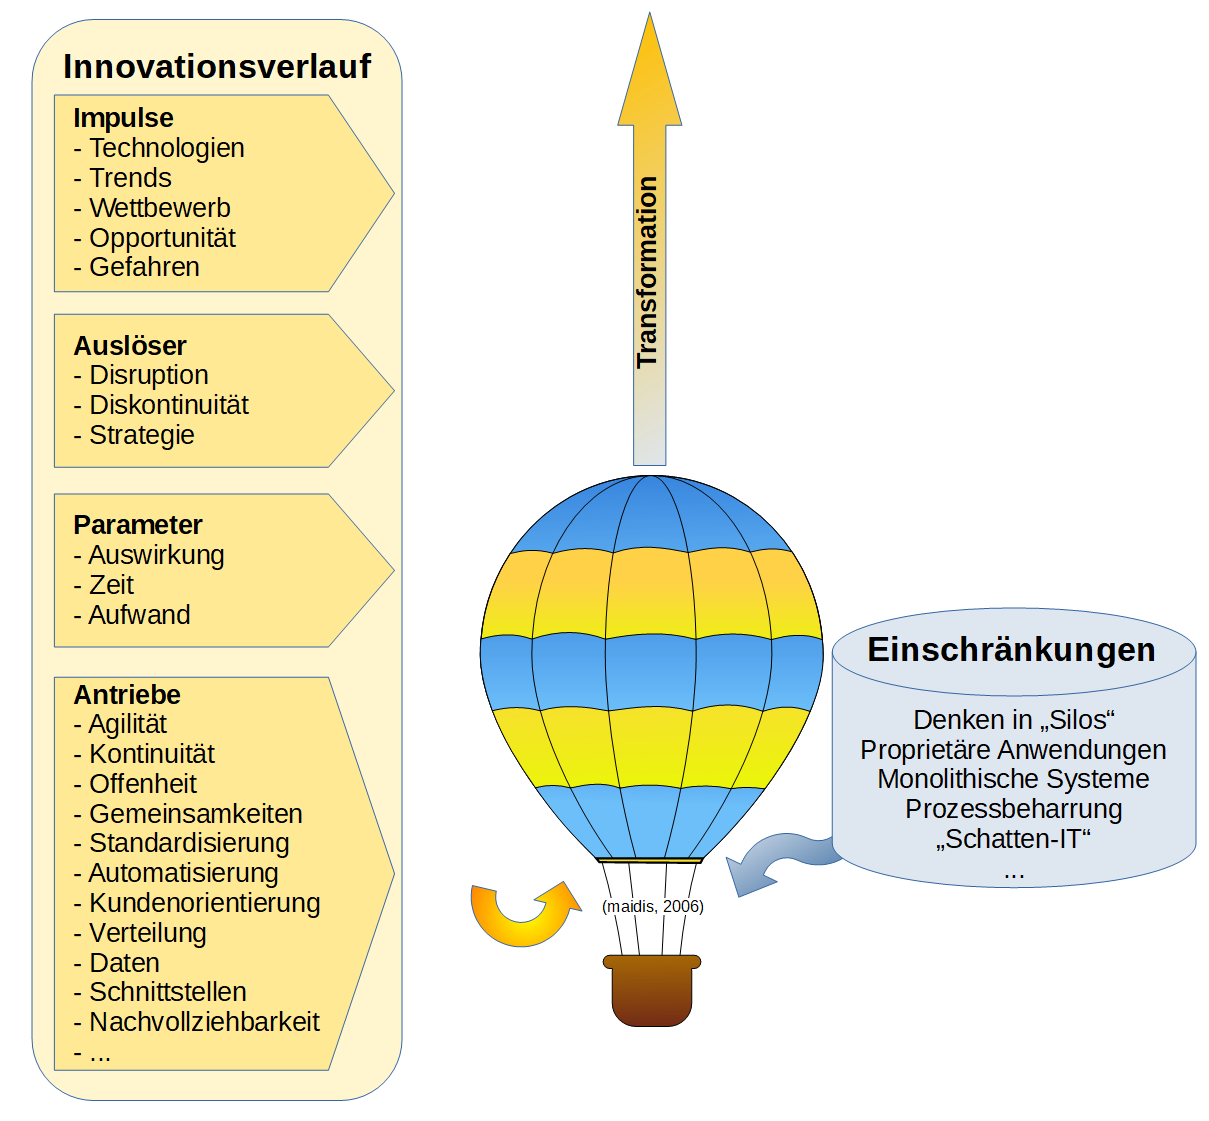 Innovationsverlauf
Impulse
- Technologien
- Trends
- Wettbewerb
- Opportunität
- Gefahren
Auslöser
- Disruption
- Diskontinuität
- Strategie
Parameter
- Auswirkung
- Zeit
- Aufwand
Antriebe
- Agilität
- Kontinuität
- Offenheit
- Gemeinsamkeiten
- Standardisierung
- Automatisierung
- Kundenorientierung
- Verteilung
- Daten
- Schnittstellen
- Nachvollziehbarkeit
- ...
Transformation
(maidis, 2006)
Einschränkungen
Denken in „Silos“
Proprietäre Anwendungen
Monolithische Systeme
Prozessbeharrung
„Schatten-IT“
...